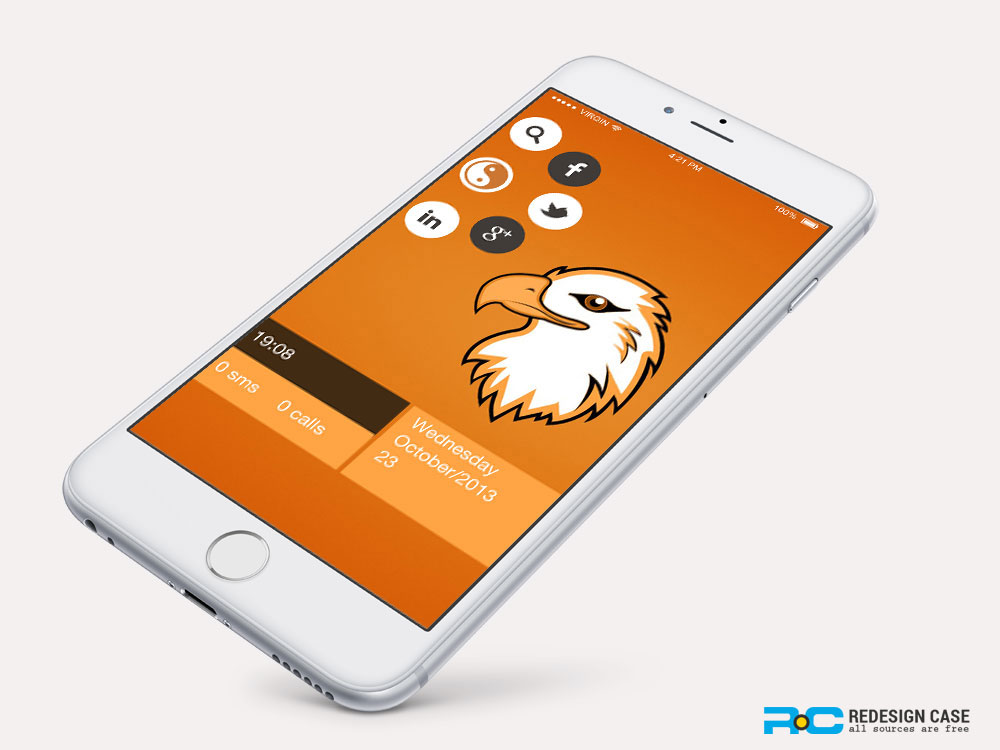 VIRGIN
4:21 PM
100%
f
in
g+
19:08
0 sms
0 calls
Wednesday
October/2013
23
RC REDESIGN CASE
all sources are free